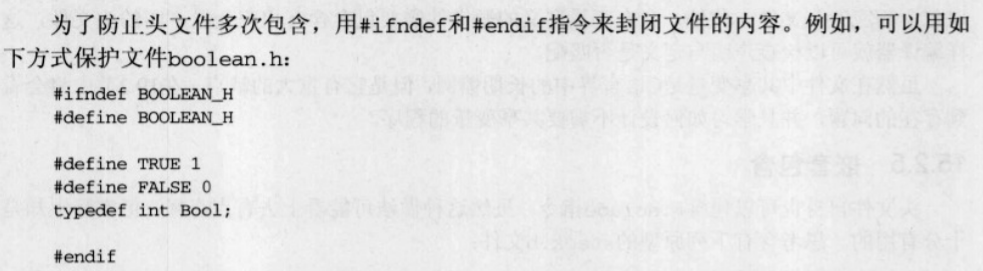 为了防止头文件多次包含，用#ifndef和#endif指令来封闭文件的内容。例如，可以用如
下方式保护文件boolean.h：
#ifndef BOOLEAN_H
#define BOOLEAN_H
#define TRUE 1
#define FALSE 0
typedef int Bool;
#endif